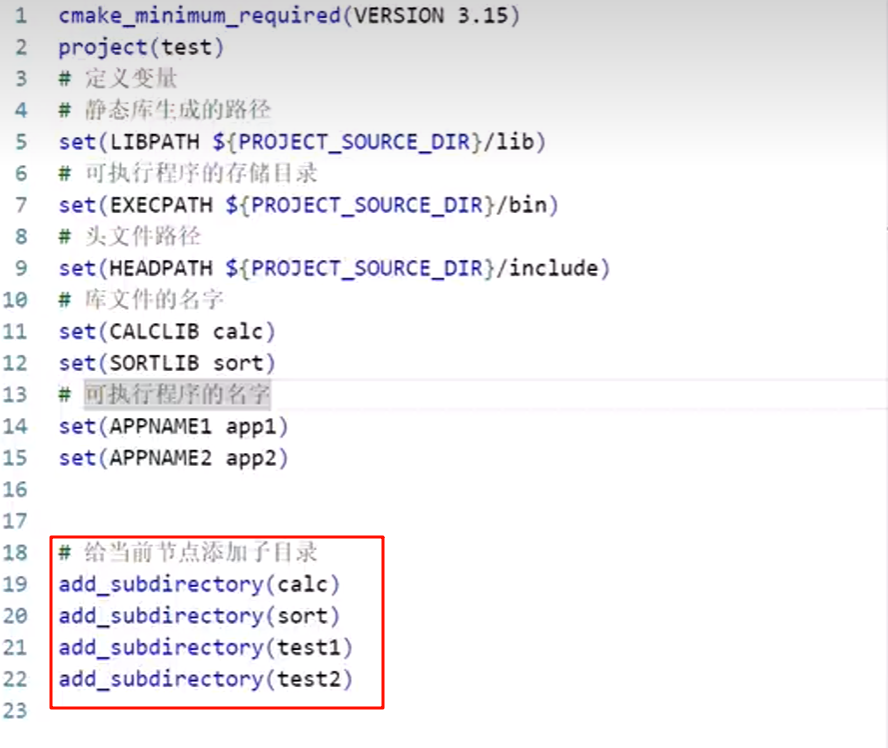 1 cmake_minimum_required(VERSION 3.15)
2 project(test)
3 # 定义变量
4 # 静态库生成的路径
5 set(LIBPATH ${PROJECT_SOURCE_DIR}/lib)
6 # 可执行程序的存储目录
7 set(EXECPATH ${PROJECT_SOURCE_DIR}/bin)
8 # 头文件路径
9 set(HEADPATH ${PROJECT_SOURCE_DIR}/include)
10 # 库文件的名字
11 set(CALCLIB calc)
12 set(SORTLIB sort)
13 # 可执行程序的名字
14 set(APPNAME1 app1)
15 set(APPNAME2 app2)
16
17
18 # 给当前节点添加子目录
19 add_subdirectory(calc)
20 add_subdirectory(sort)
21 add_subdirectory(test1)
22 add_subdirectory(test2)
23